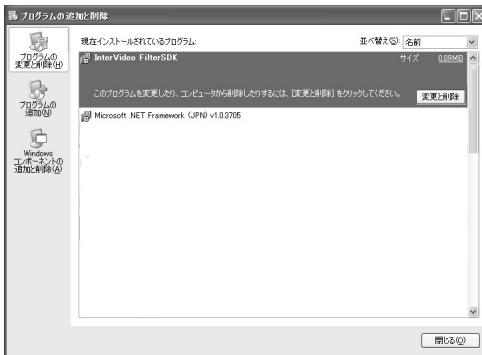 プログラムの追加と削除
プログラムの
変更と削除(H)
プログラムの
追加(N)
Windows
コンポーネントの
追加と削除(A)
現在インストールされているプログラム:
並べ替え(S): 名前
InterVideo FilterSDK
サイズ 0.89MB
このプログラムを変更したり、コンピュータから削除したりするには、[変更と削除] をクリックしてください。
変更と削除
Microsoft .NET Framework (JPN) v1.0.3705
閉じる(O)